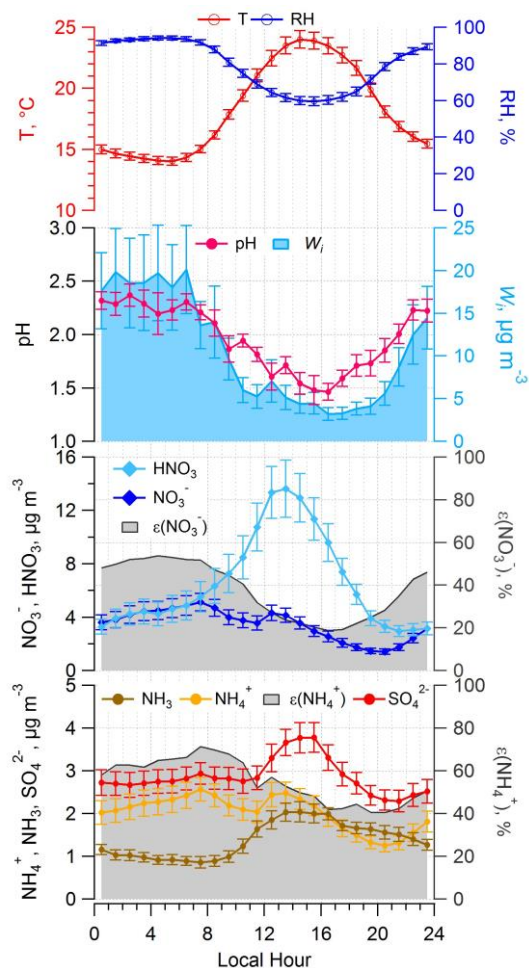 T RH
25
20
15
10
T, °C
100
80
60
40
20
0
RH, %
pH Wᵢ
3.0
2.5
2.0
1.5
1.0
pH
25
20
15
10
5
0
Wᵢ, µg m⁻³
HNO₃
NO₃⁻
ε(NO₃⁻)
16
12
8
4
0
NO₃⁻, HNO₃, µg m⁻³
100
80
60
40
20
0
ε(NO₃⁻), %
NH₃ NH₄⁺ ε(NH₄⁺) SO₄²⁻
5
4
3
2
1
0
NH₄⁺, NH₃, SO₄²⁻, µg m⁻³
100
80
60
40
20
0
ε(NH₄⁺), %
0 4 8 12 16 20 24
Local Hour